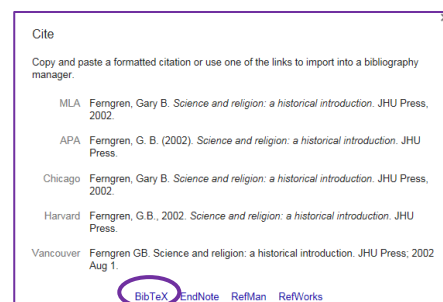 Cite
Copy and paste a formatted citation or use one of the links to import into a bibliography
manager.
MLA Ferngren, Gary B. Science and religion: a historical introduction. JHU Press,
2002.
APA Ferngren, G. B. (2002). Science and religion: a historical introduction. JHU
Press.
Chicago Ferngren, Gary B. Science and religion: a historical introduction. JHU Press,
2002.
Harvard Ferngren, G.B., 2002. Science and religion: a historical introduction. JHU
Press.
Vancouver Ferngren GB. Science and religion: a historical introduction. JHU Press; 2002
Aug 1.
BibTeX EndNote RefMan RefWorks